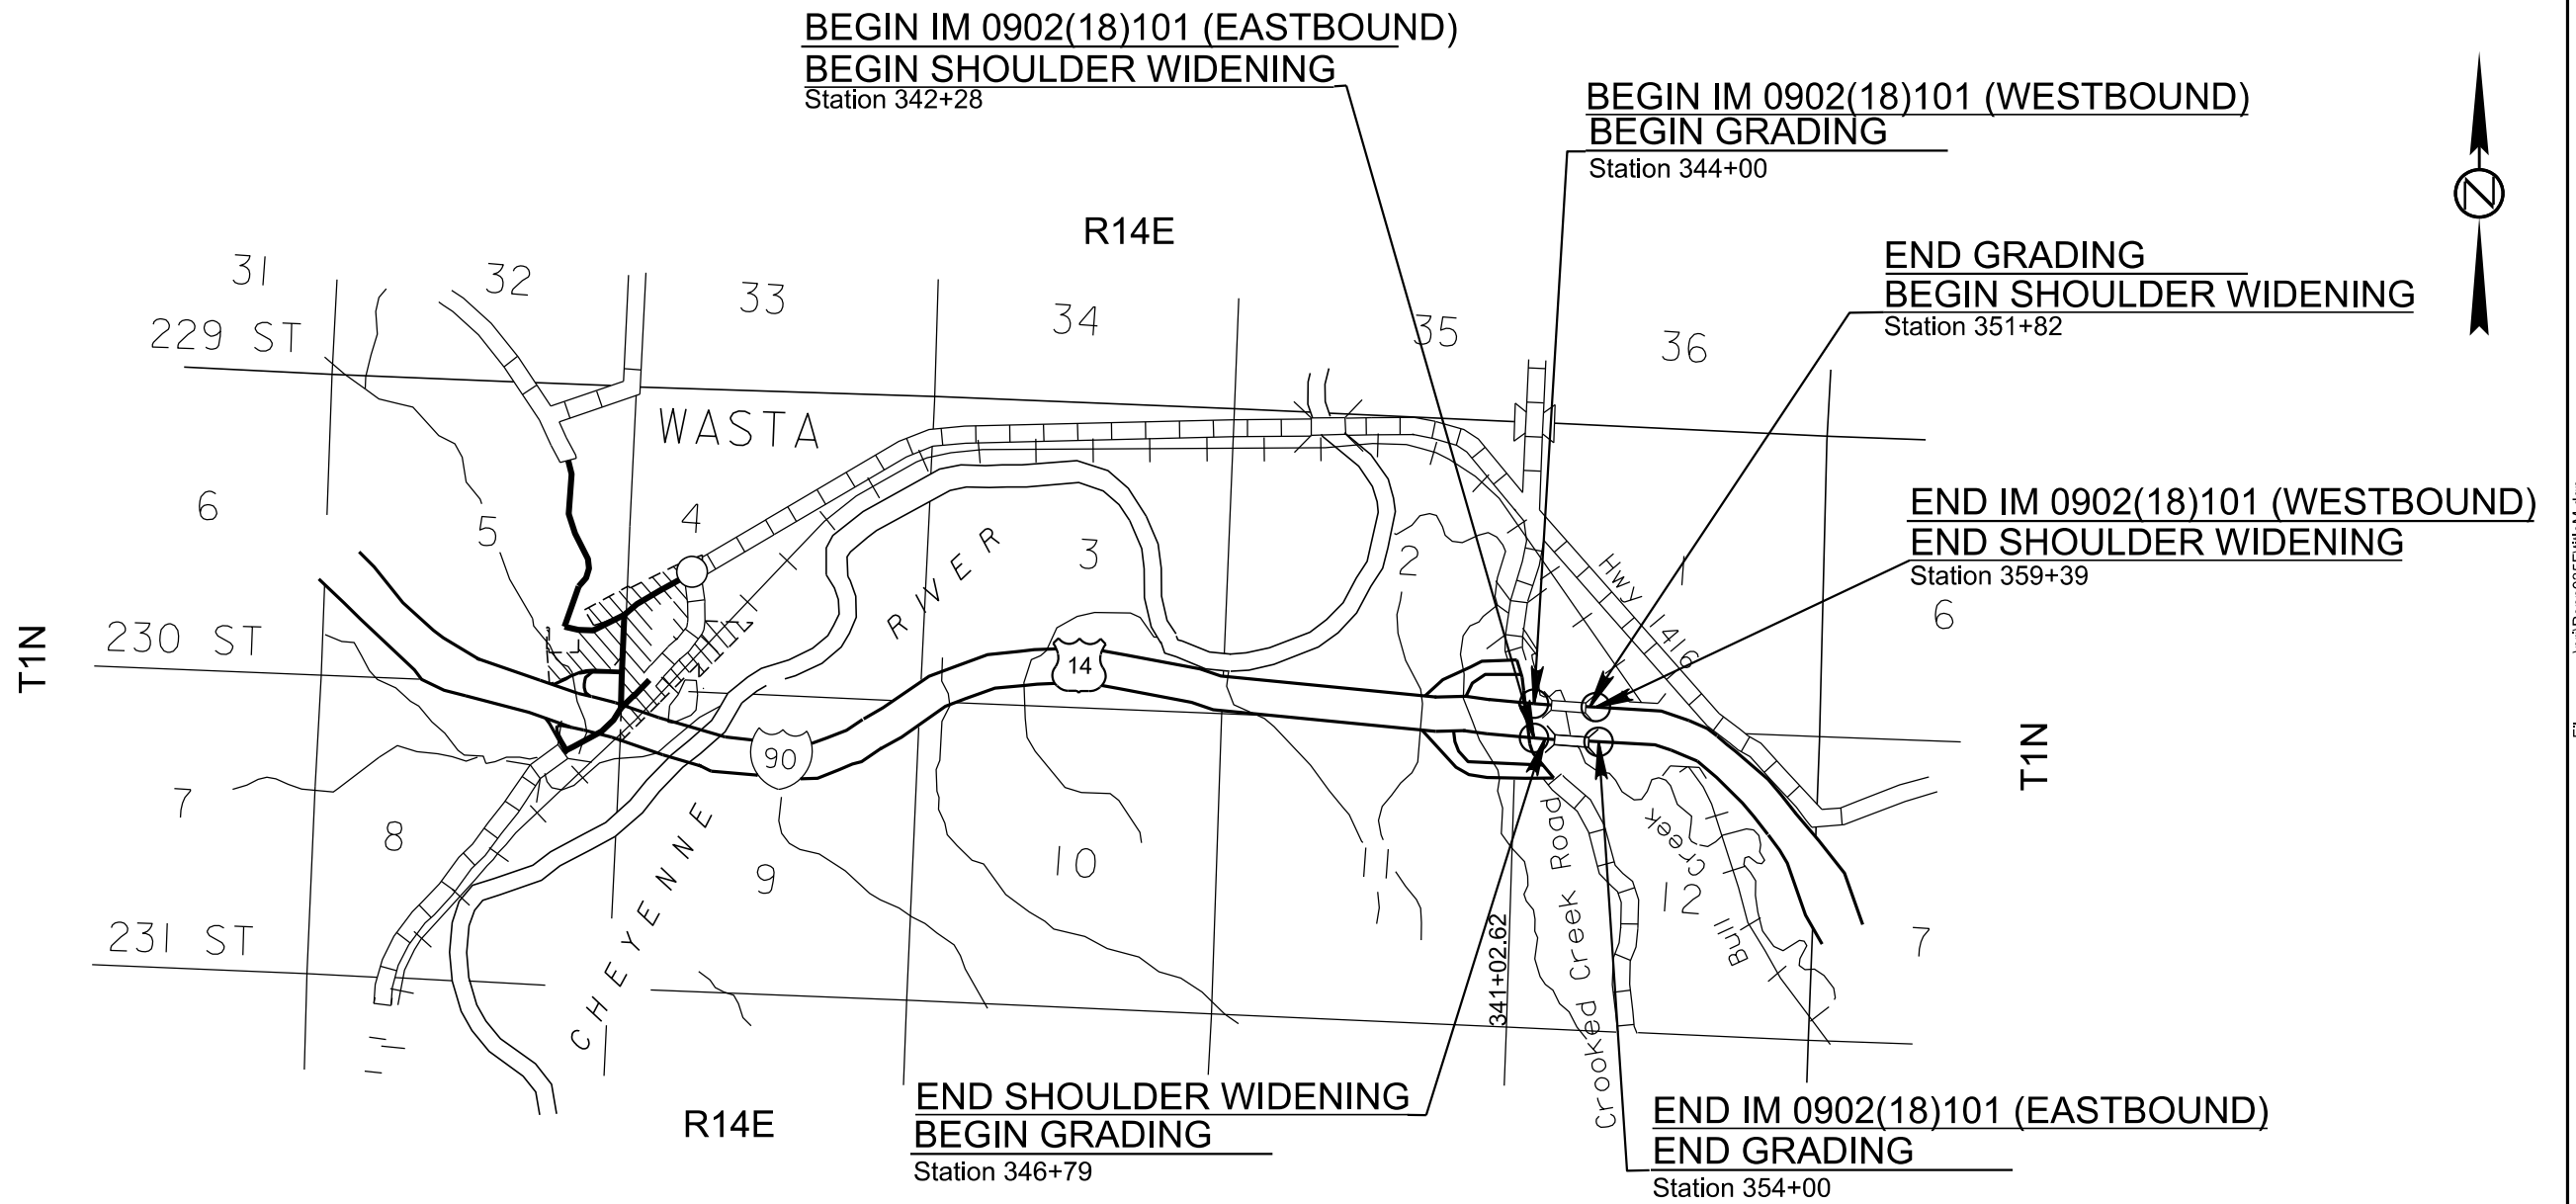 BEGIN IM 0902(18)101 (EASTBOUND)
BEGIN SHOULDER WIDENING
Station 342+28
BEGIN IM 0902(18)101 (WESTBOUND)
BEGIN GRADING
Station 344+00
N
R14E
END GRADING
BEGIN SHOULDER WIDENING
Station 351+82
31
32
33
34
35
36
229 ST
WASTA
END IM 0902(18)101 (WESTBOUND)
END SHOULDER WIDENING
Station 359+39
6
5
4
3
2
1
6
RIVER
Hwy 1416
T1N
230 ST
14
90
T1N
7
8
9
10
11
12
7
CHEYENNE
Crooked Creek Road
Bull Creek
341+02.62
231 ST
END SHOULDER WIDENING
BEGIN GRADING
Station 346+79
R14E
END IM 0902(18)101 (EASTBOUND)
END GRADING
Station 354+00